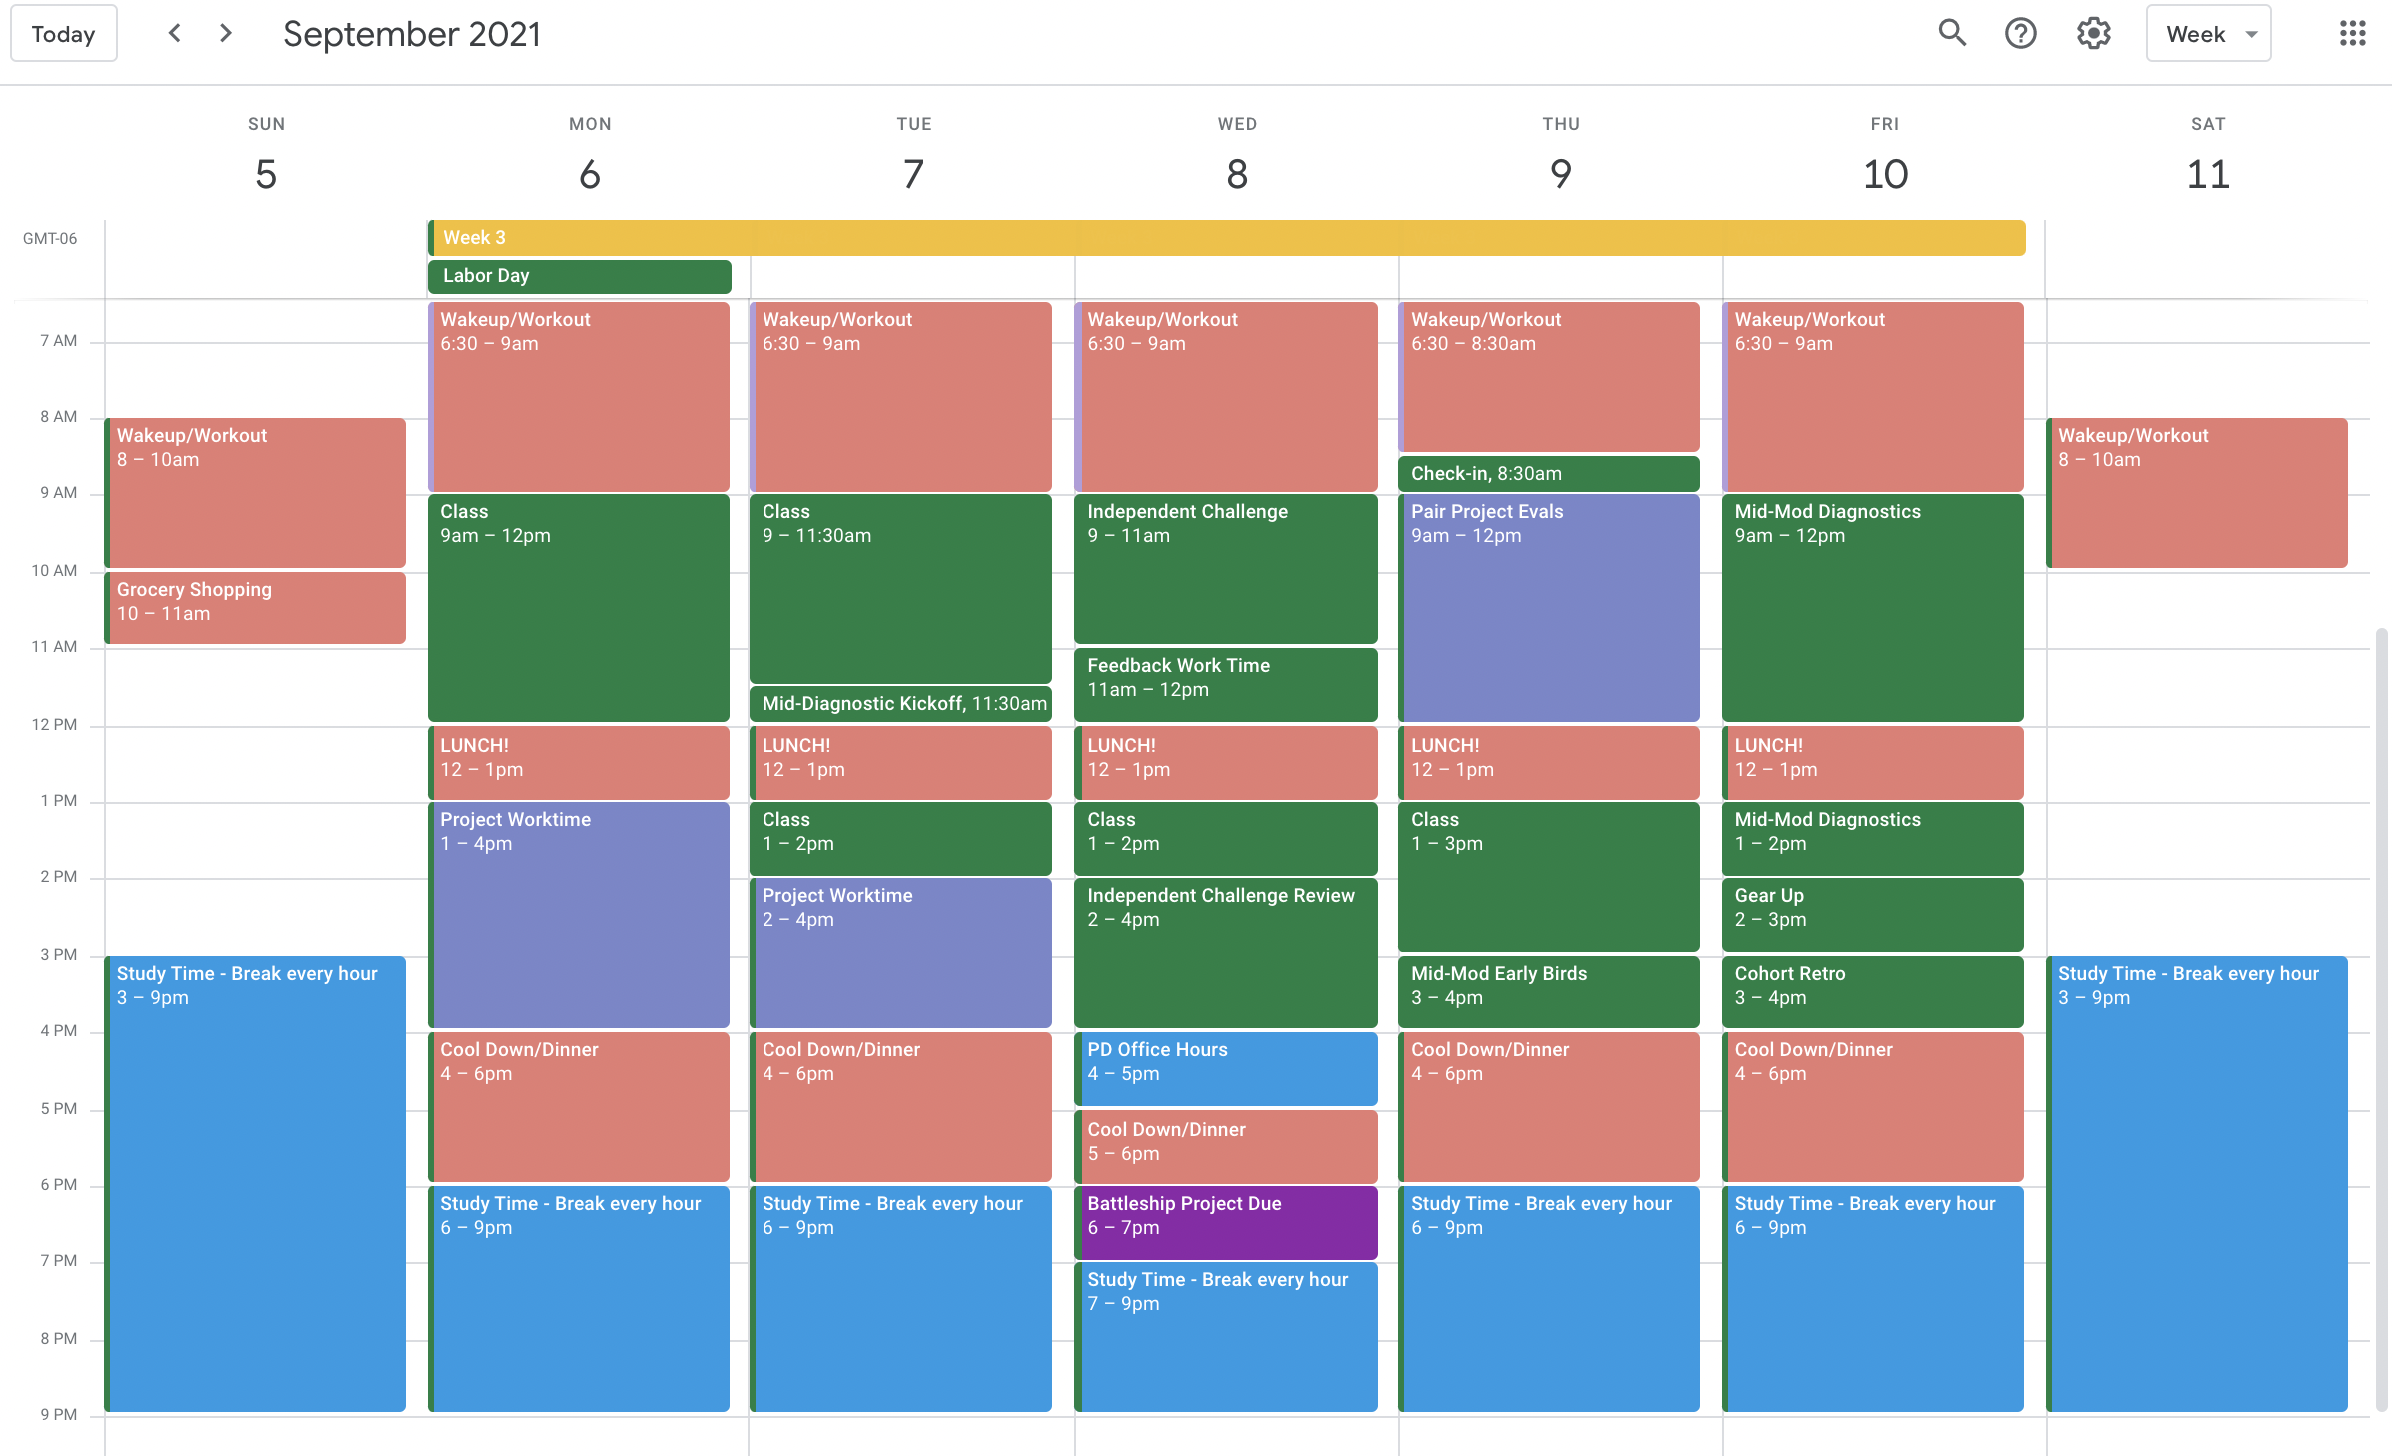 Today
September 2021
Week
SUN
5
MON
6
TUE
7
WED
8
THU
9
FRI
10
SAT
11
GMT-06
Week 3
Labor Day
7 AM
8 AM
9 AM
10 AM
11 AM
12 PM
1 PM
2 PM
3 PM
4 PM
5 PM
6 PM
7 PM
8 PM
9 PM
Wakeup/Workout
8 – 10am
Grocery Shopping
10 – 11am
Study Time - Break every hour
3 – 9pm
Wakeup/Workout
6:30 – 9am
Class
9am – 12pm
LUNCH!
12 – 1pm
Project Worktime
1 – 4pm
Cool Down/Dinner
4 – 6pm
Study Time - Break every hour
6 – 9pm
Wakeup/Workout
6:30 – 9am
Class
9 – 11:30am
Mid-Diagnostic Kickoff, 11:30am
LUNCH!
12 – 1pm
Class
1 – 2pm
Project Worktime
2 – 4pm
Cool Down/Dinner
4 – 6pm
Study Time - Break every hour
6 – 9pm
Wakeup/Workout
6:30 – 9am
Independent Challenge
9 – 11am
Feedback Work Time
11am – 12pm
LUNCH!
12 – 1pm
Class
1 – 2pm
Independent Challenge Review
2 – 4pm
PD Office Hours
4 – 5pm
Cool Down/Dinner
5 – 6pm
Battleship Project Due
6 – 7pm
Study Time - Break every hour
7 – 9pm
Wakeup/Workout
6:30 – 8:30am
Check-in, 8:30am
Pair Project Evals
9am – 12pm
LUNCH!
12 – 1pm
Class
1 – 3pm
Mid-Mod Early Birds
3 – 4pm
Cool Down/Dinner
4 – 6pm
Study Time - Break every hour
6 – 9pm
Wakeup/Workout
6:30 – 9am
Mid-Mod Diagnostics
9am – 12pm
LUNCH!
12 – 1pm
Mid-Mod Diagnostics
1 – 2pm
Gear Up
2 – 3pm
Cohort Retro
3 – 4pm
Cool Down/Dinner
4 – 6pm
Study Time - Break every hour
6 – 9pm
Wakeup/Workout
8 – 10am
Study Time - Break every hour
3 – 9pm